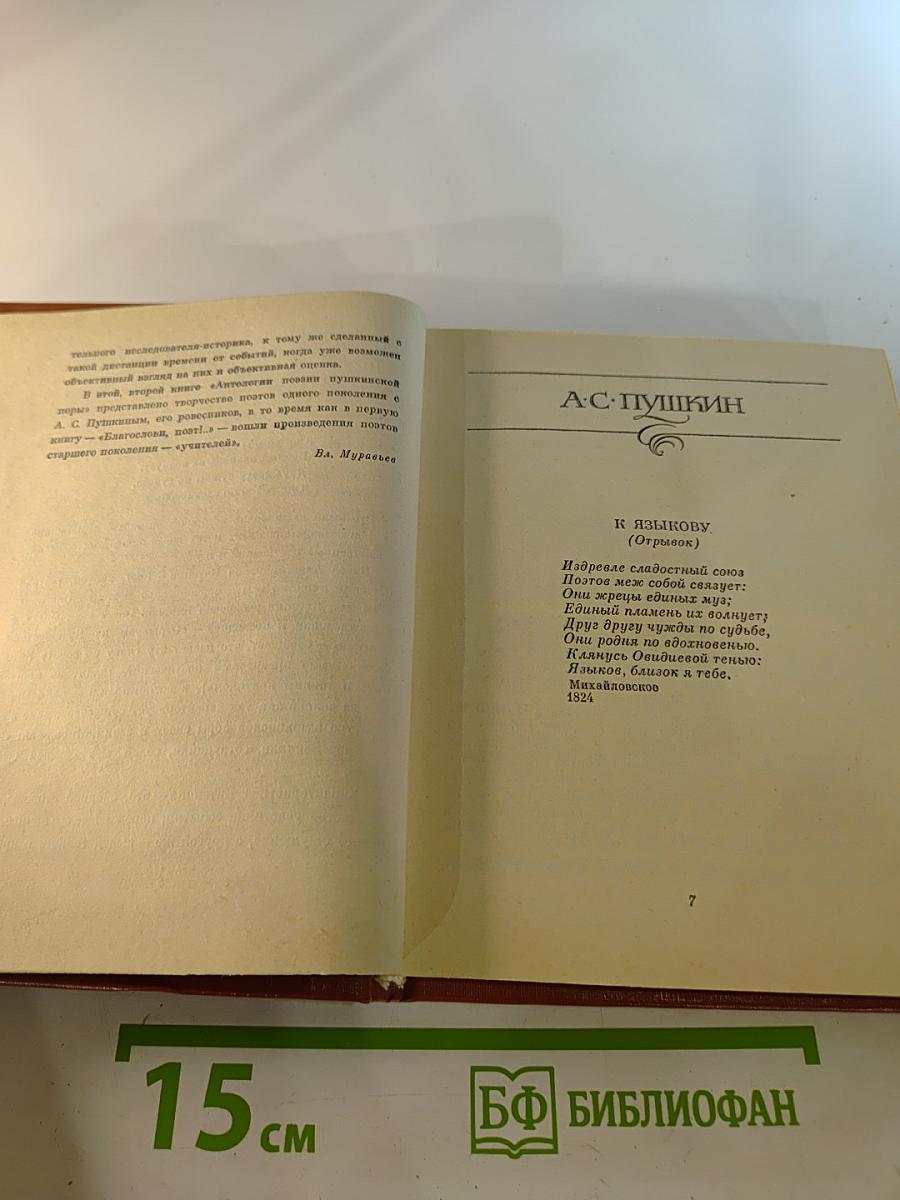 тельного исследователя-историка, к тому же сделанный с
такой дистанции времени от событий, когда уже возможен
объективный взгляд на них и объективная оценка.
В этой, второй книге «Антологии поэзии пушкинской
поры» представлено творчество поэтов одного поколения с
А. С. Пушкиным, его ровесников, в то время как в первую
книгу — «Благослови, поэт!..» — вошли произведения поэтов
старшего поколения — «учителей».
Вл. Муравьев
А·С·ПУШКИН
К ЯЗЫКОВУ
(Отрывок)
Издревле сладостный союз
Поэтов меж собой связует:
Они жрецы единых муз;
Единый пламень их волнует;
Друг другу чужды по судьбе,
Они родня по вдохновенью.
Клянусь Овидиевой тенью:
Языков, близок я тебе.
Михайловское
1824
7
15 см
БФ БИБЛИОФАН